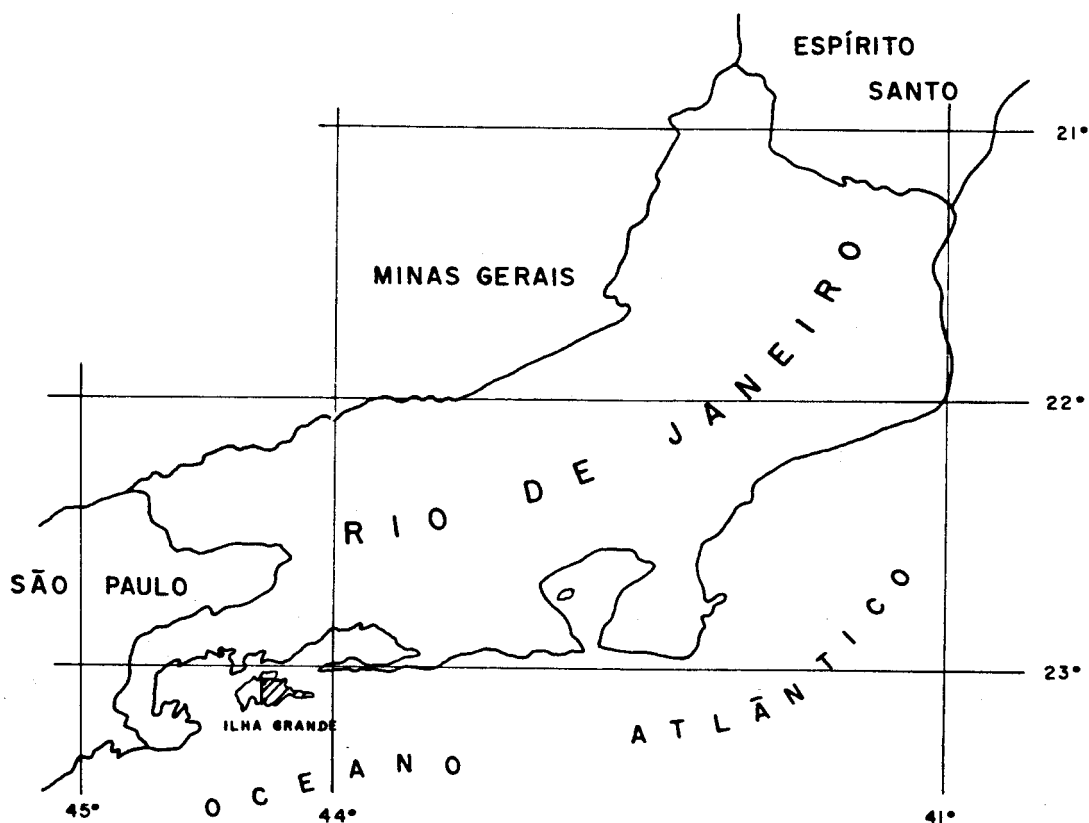 ESPÍRITO
SANTO
21°
MINAS GERAIS
22°
RIO DE JANEIRO
SÃO PAULO
23°
ILHA GRANDE
OCEANO ATLÂNTICO
45°
44°
41°